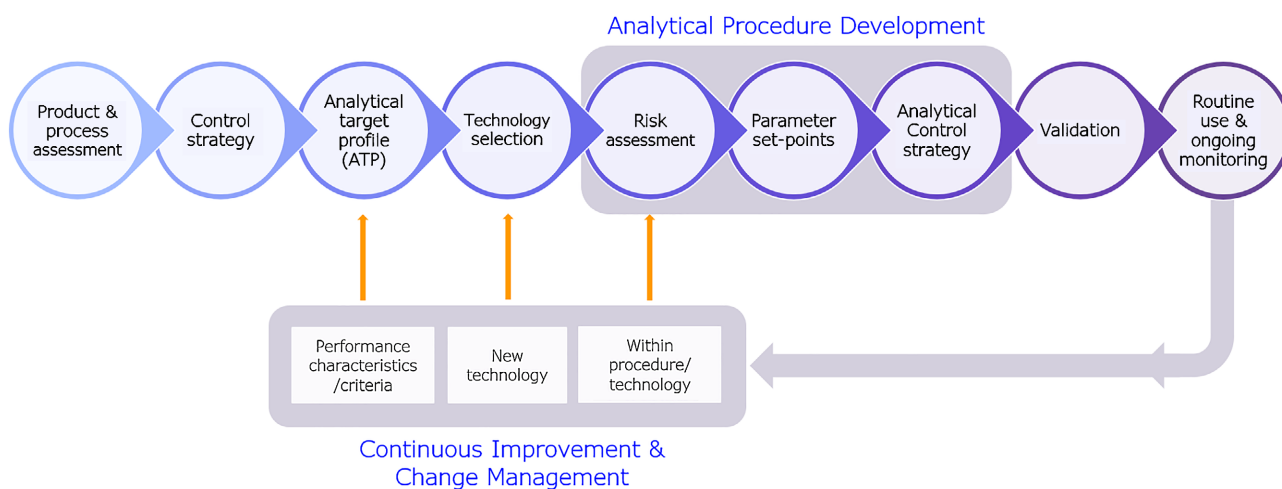 Analytical Procedure Development
Product &
process
assessment
Control
strategy
Analytical
target
profile
(ATP)
Technology
selection
Risk
assessment
Parameter
set-points
Analytical
Control
strategy
Validation
Routine
use &
ongoing
monitoring
Performance
characteristics
/criteria
New
technology
Within
procedure/
technology
Continuous Improvement &
Change Management